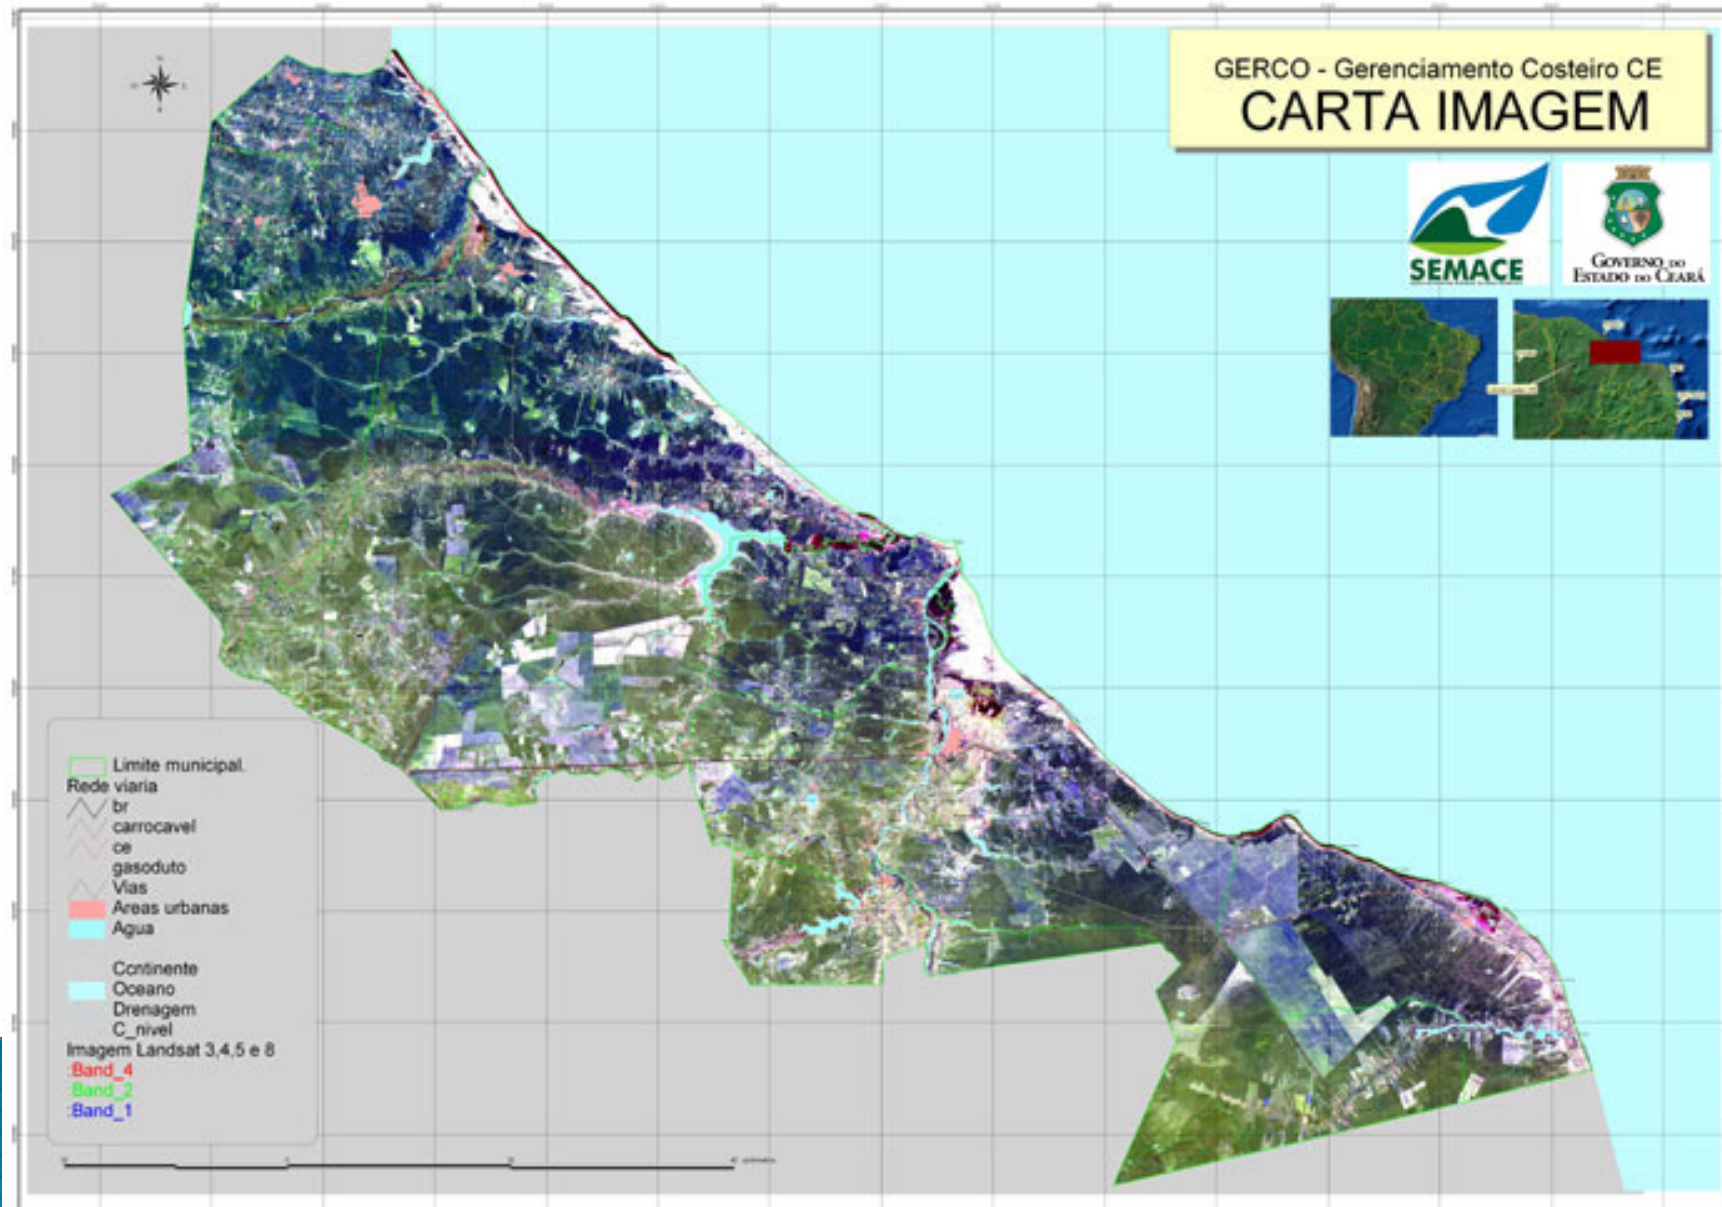 GERCO - Gerenciamento Costeiro CE
CARTA IMAGEM
SEMACE
GOVERNO DO
ESTADO DO CEARÁ
Limite municipal.
Rede viaria
br
carrocavel
ce
gasoduto
Vias
Areas urbanas
Agua
Ccntinente
Oceano
Drenagem
C_nivel
Imagem Landsat 3,4,5 e 8
:Band_4
:Band_2
:Band_1